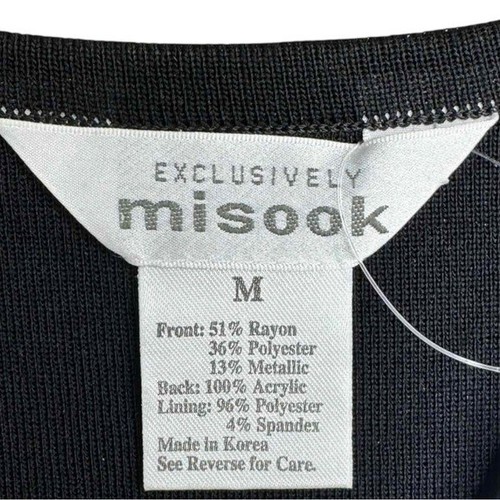 EXCLUSIVELY
misook
M
Front: 51% Rayon
36% Polyester
13% Metallic
Back: 100% Acrylic
Lining: 96% Polyester
4% Spandex
Made in Korea
See Reverse for Care.